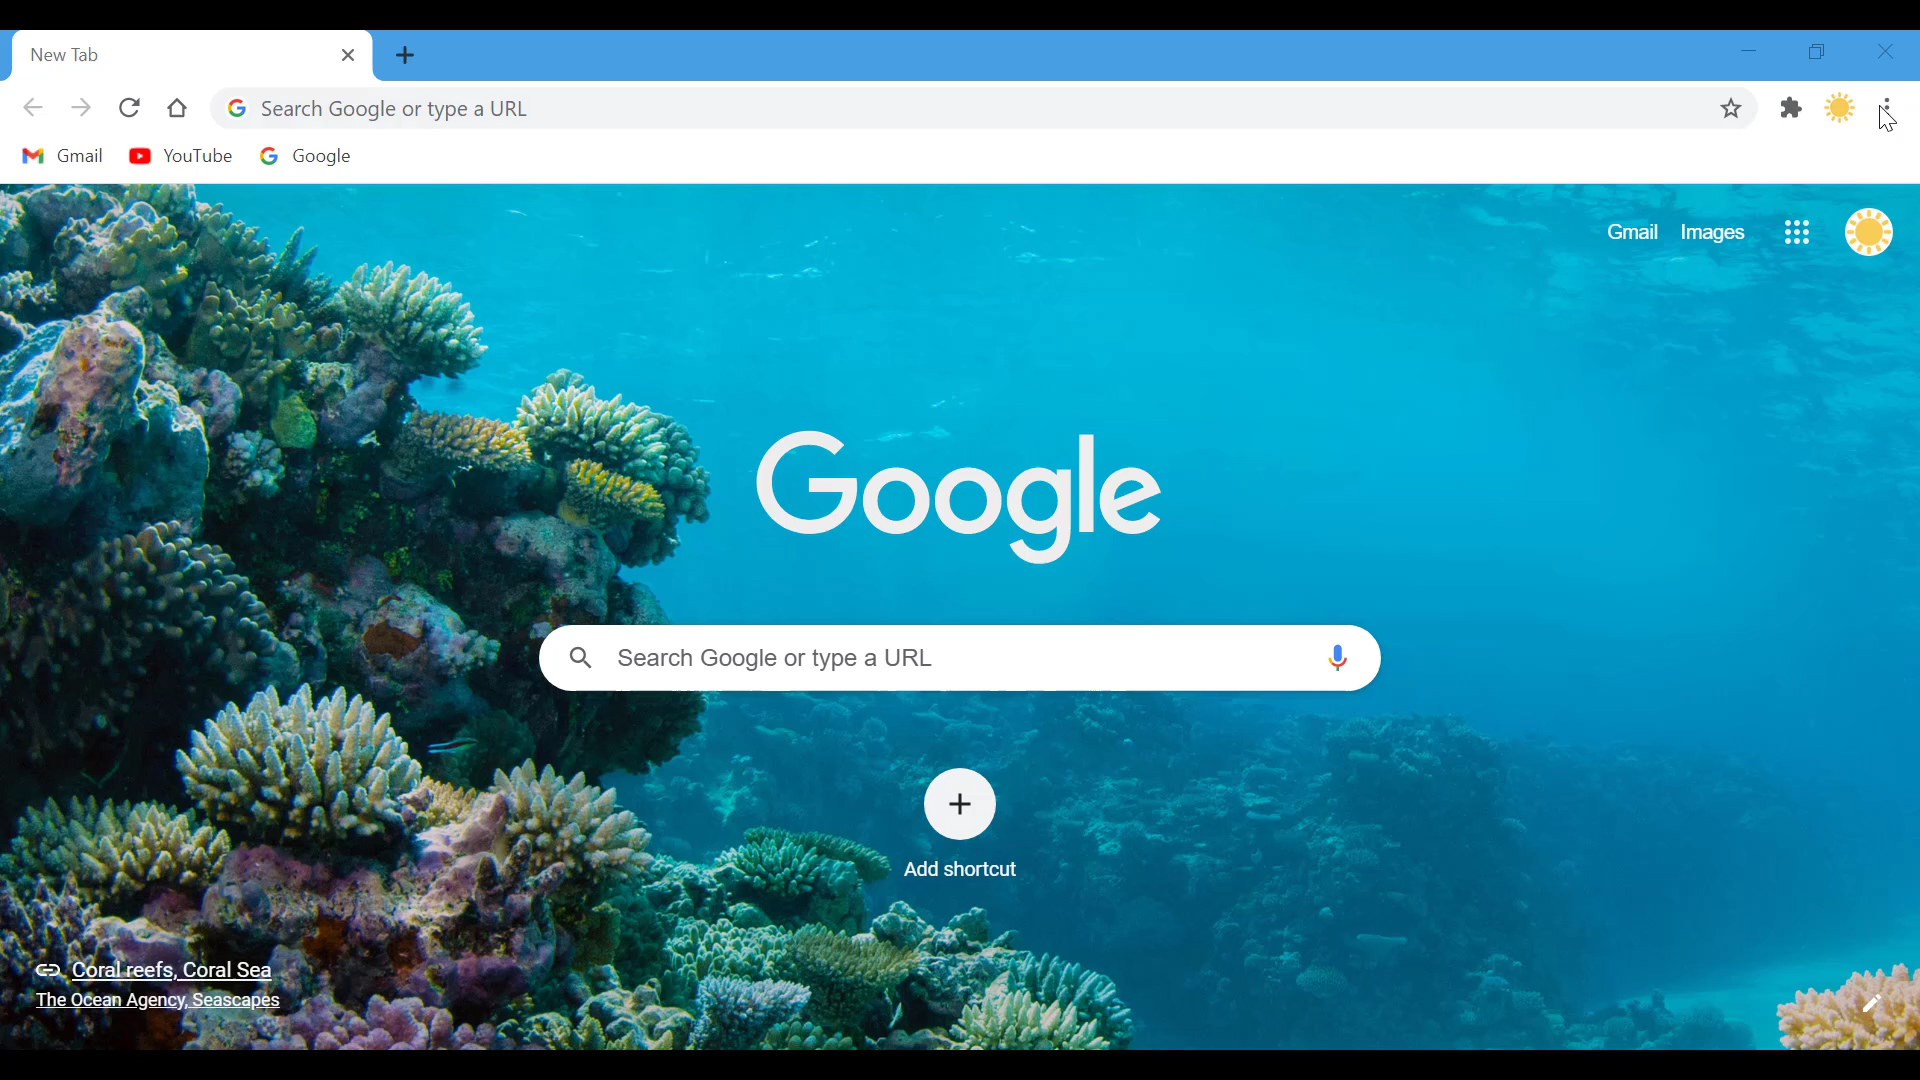 New Tab
Search Google or type a URL
Gmail YouTube Google
Gmail Images
Google
Search Google or type a URL
Add shortcut
Coral reefs, Coral Sea
The Ocean Agency, Seascapes